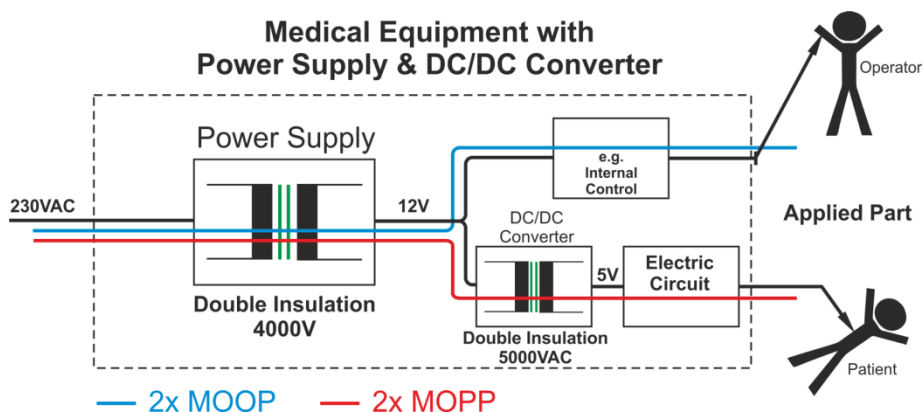 Medical Equipment with
Power Supply & DC/DC Converter
Operator
Power Supply
e.g.
Internal
Control
230VAC
12V
Applied Part
DC/DC
Converter
5V
Electric
Circuit
Double Insulation
4000V
Double Insulation
5000VAC
Patient
2x MOOP
2x MOPP